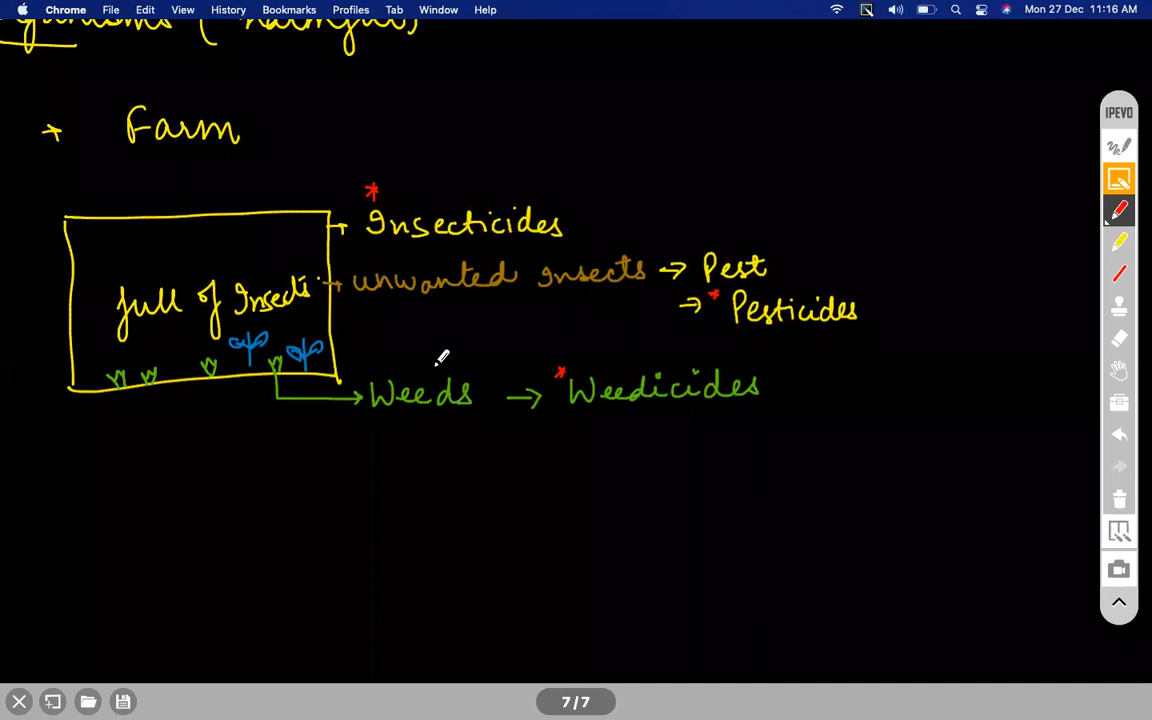 Chrome File Edit View History Bookmarks Profiles Tab Window Help Mon 27 Dec 11:16 AM
IPEVO
→ Farm
*
→ Insecticides
full of Insects → unwanted insects → Pest
→ * Pesticides
Weeds → * Weedicides
7/7